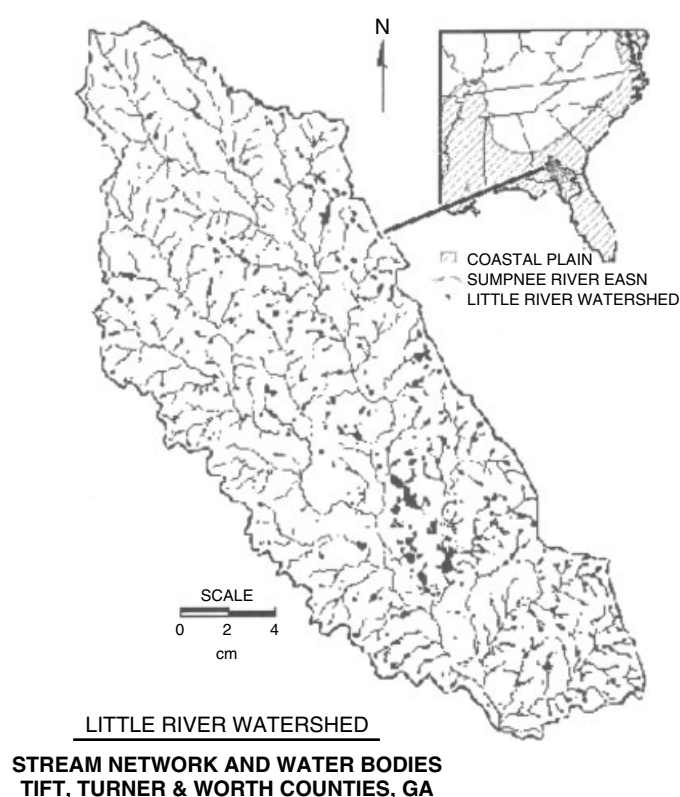 N
COASTAL PLAIN
SUMPNEE RIVER EASN
LITTLE RIVER WATERSHED
SCALE
0 2 4
cm
LITTLE RIVER WATERSHED
STREAM NETWORK AND WATER BODIES
TIFT, TURNER & WORTH COUNTIES, GA